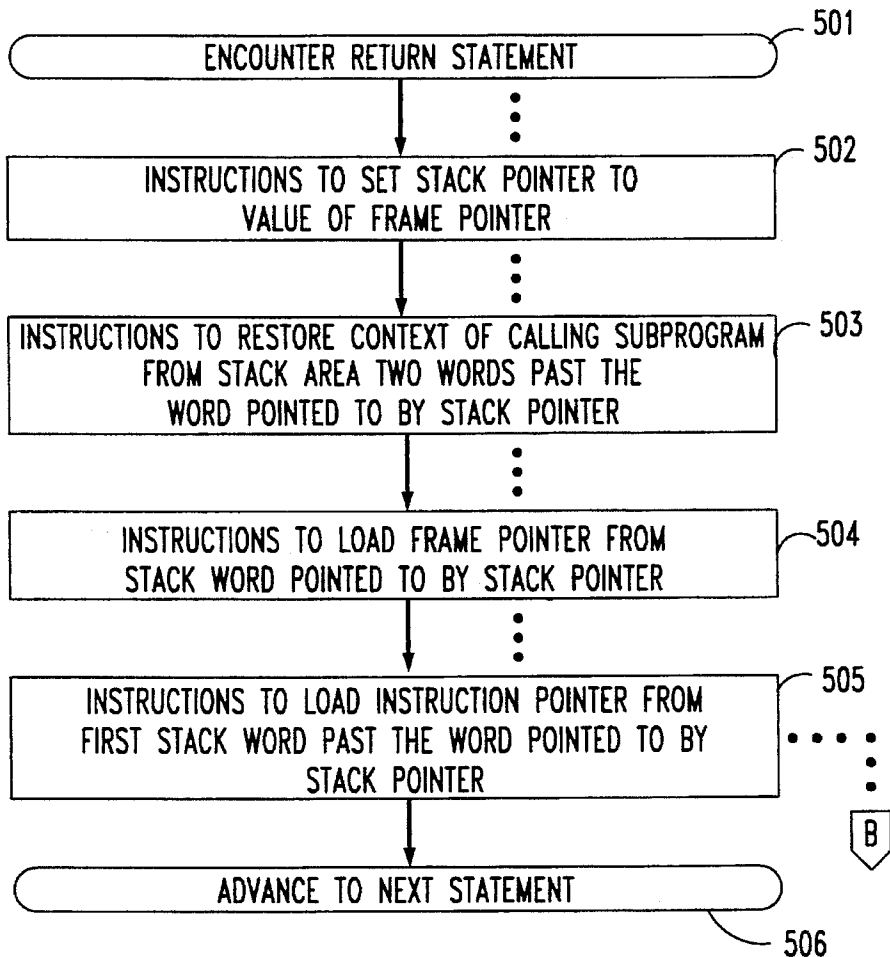 501
ENCOUNTER RETURN STATEMENT
502
INSTRUCTIONS TO SET STACK POINTER TO
VALUE OF FRAME POINTER
503
INSTRUCTIONS TO RESTORE CONTEXT OF CALLING SUBPROGRAM
FROM STACK AREA TWO WORDS PAST THE
WORD POINTED TO BY STACK POINTER
504
INSTRUCTIONS TO LOAD FRAME POINTER FROM
STACK WORD POINTED TO BY STACK POINTER
505
INSTRUCTIONS TO LOAD INSTRUCTION POINTER FROM
FIRST STACK WORD PAST THE WORD POINTED TO BY
STACK POINTER
B
ADVANCE TO NEXT STATEMENT
506